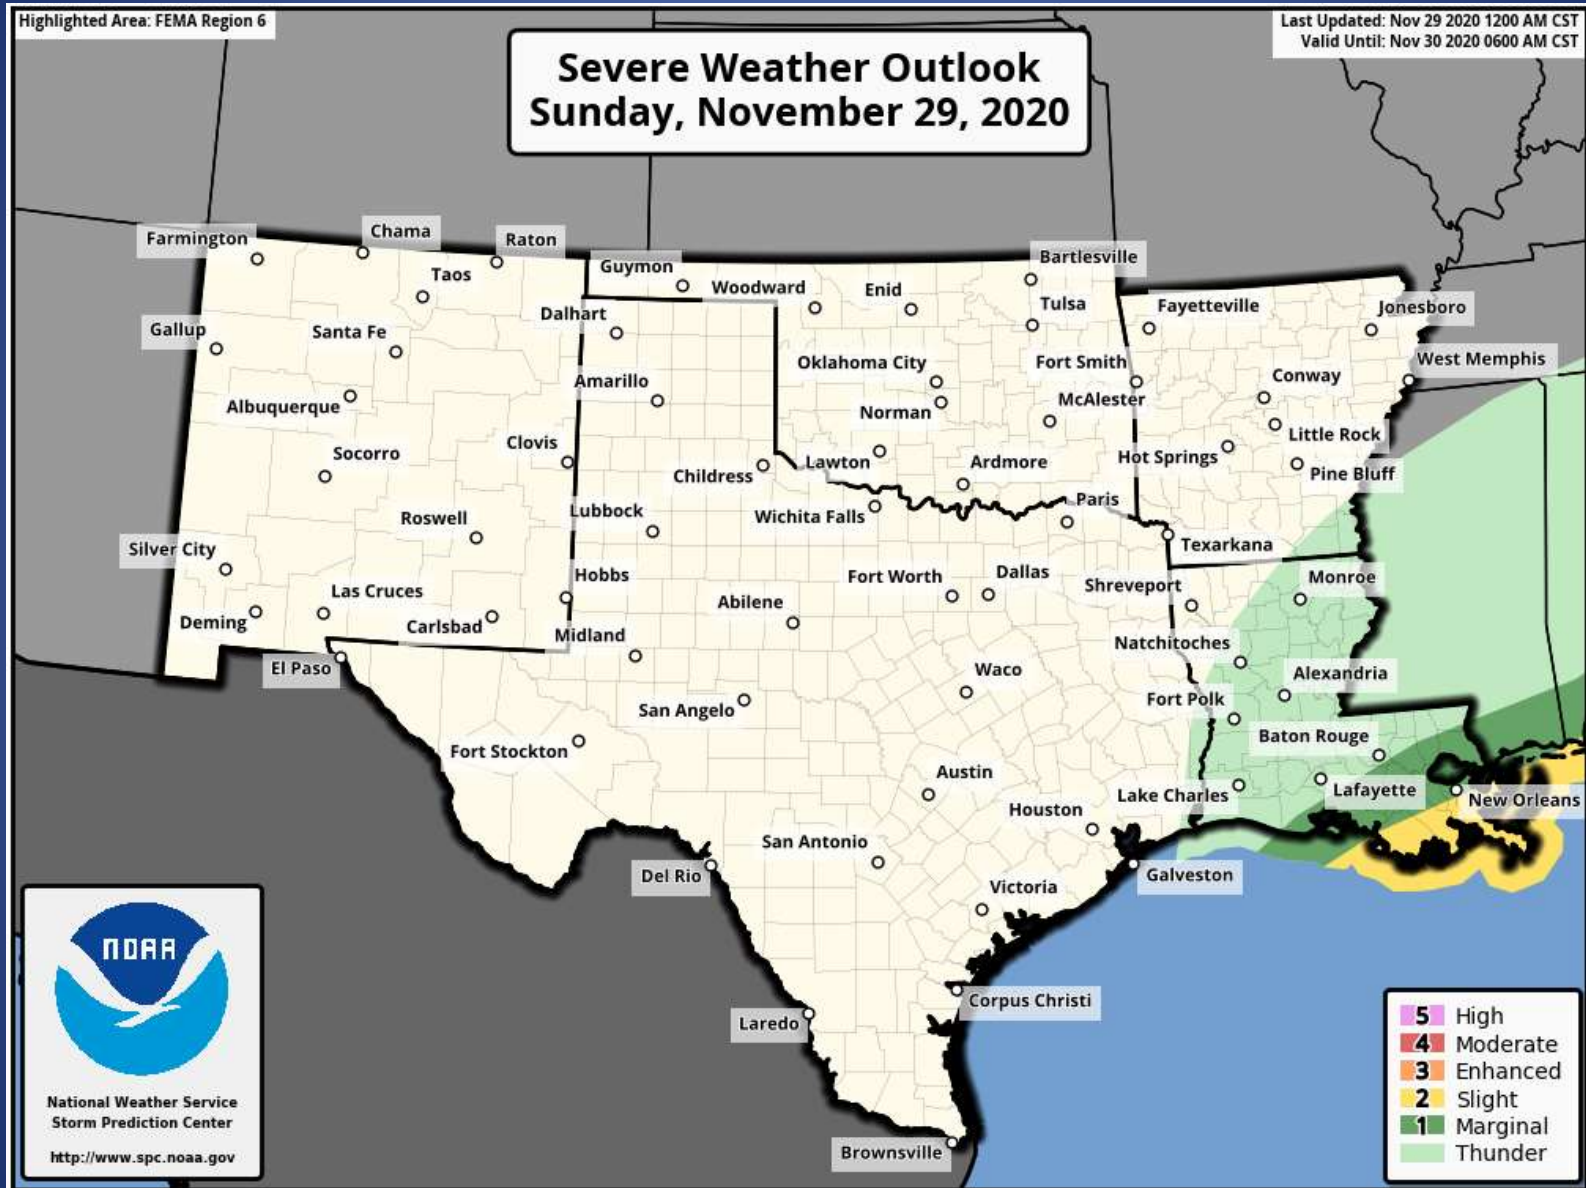 Highlighted Area: FEMA Region 6
Last Updated: Nov 29 2020 1200 AM CST
Valid Until: Nov 30 2020 0600 AM CST
Severe Weather Outlook
Sunday, November 29, 2020
Farmington
Chama
Raton
Taos
Guymon
Woodward
Enid
Bartlesville
Tulsa
Fayetteville
Jonesboro
Gallup
Santa Fe
Dalhart
Oklahoma City
Fort Smith
West Memphis
Albuquerque
Amarillo
Norman
McAlester
Conway
Little Rock
Socorro
Clovis
Childress
Lawton
Ardmore
Hot Springs
Pine Bluff
Roswell
Lubbock
Wichita Falls
Paris
Texarkana
Silver City
Las Cruces
Hobbs
Fort Worth
Dallas
Shreveport
Monroe
Deming
Carlsbad
Abilene
Midland
Natchitoches
El Paso
San Angelo
Waco
Alexandria
Fort Polk
Fort Stockton
Baton Rouge
Austin
Houston
Lake Charles
Lafayette
New Orleans
San Antonio
Del Rio
Victoria
Galveston
Corpus Christi
Laredo
Brownsville
NOAA
National Weather Service
Storm Prediction Center
http://www.spc.noaa.gov
5 High
4 Moderate
3 Enhanced
2 Slight
1 Marginal
Thunder